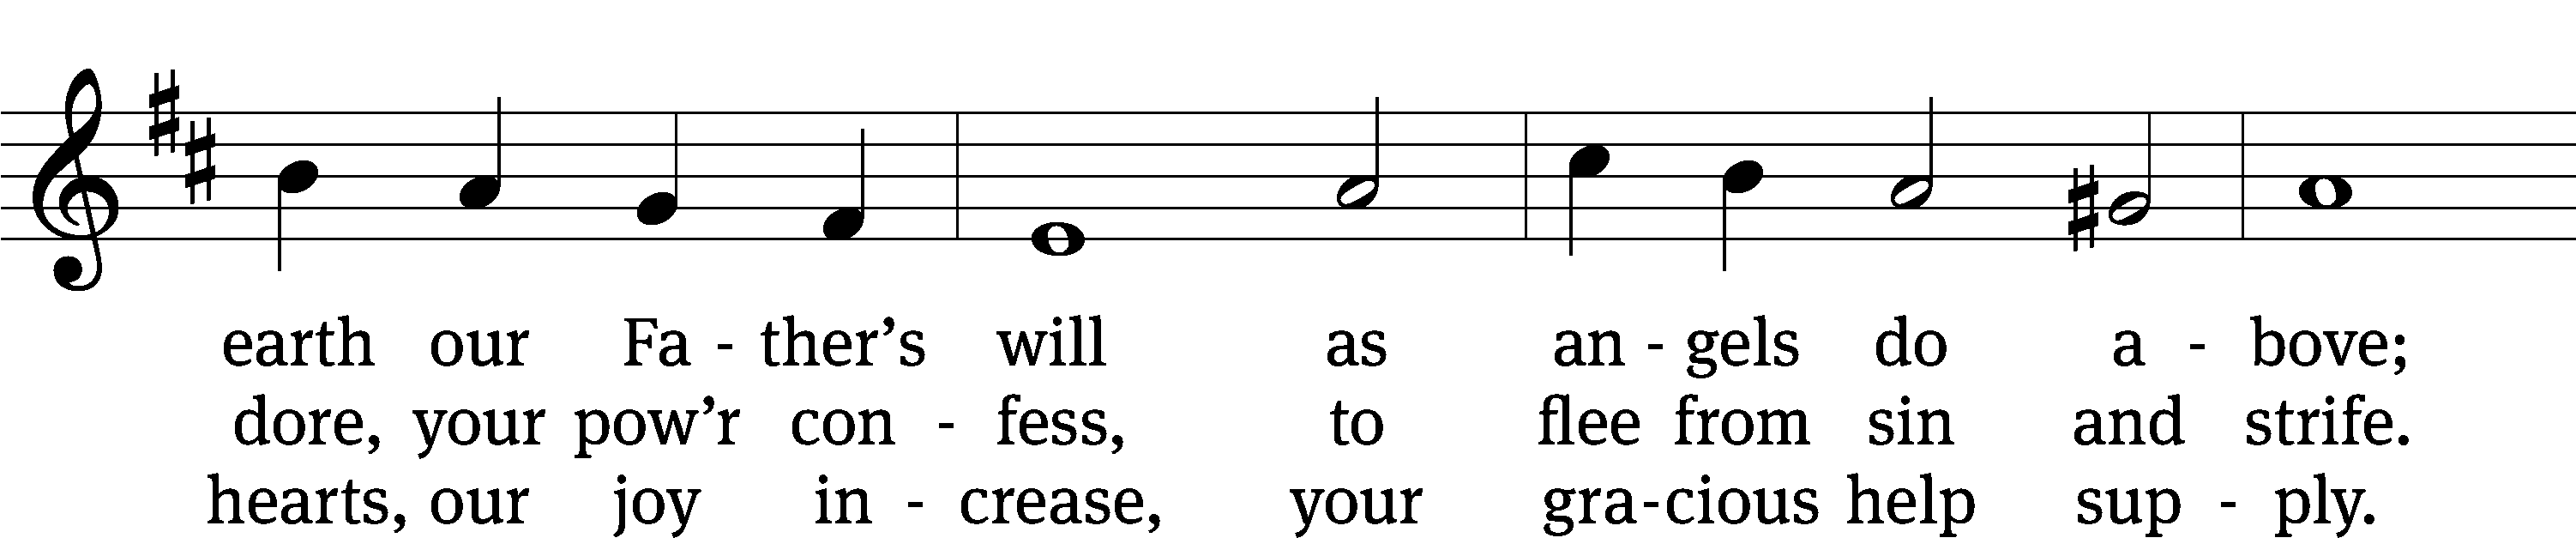 earth our Fa - ther’s will as an - gels do a - bove;
dore, your pow’r con - fess, to flee from sin and strife.
hearts, our joy in - crease, your gra - cious help sup - ply.